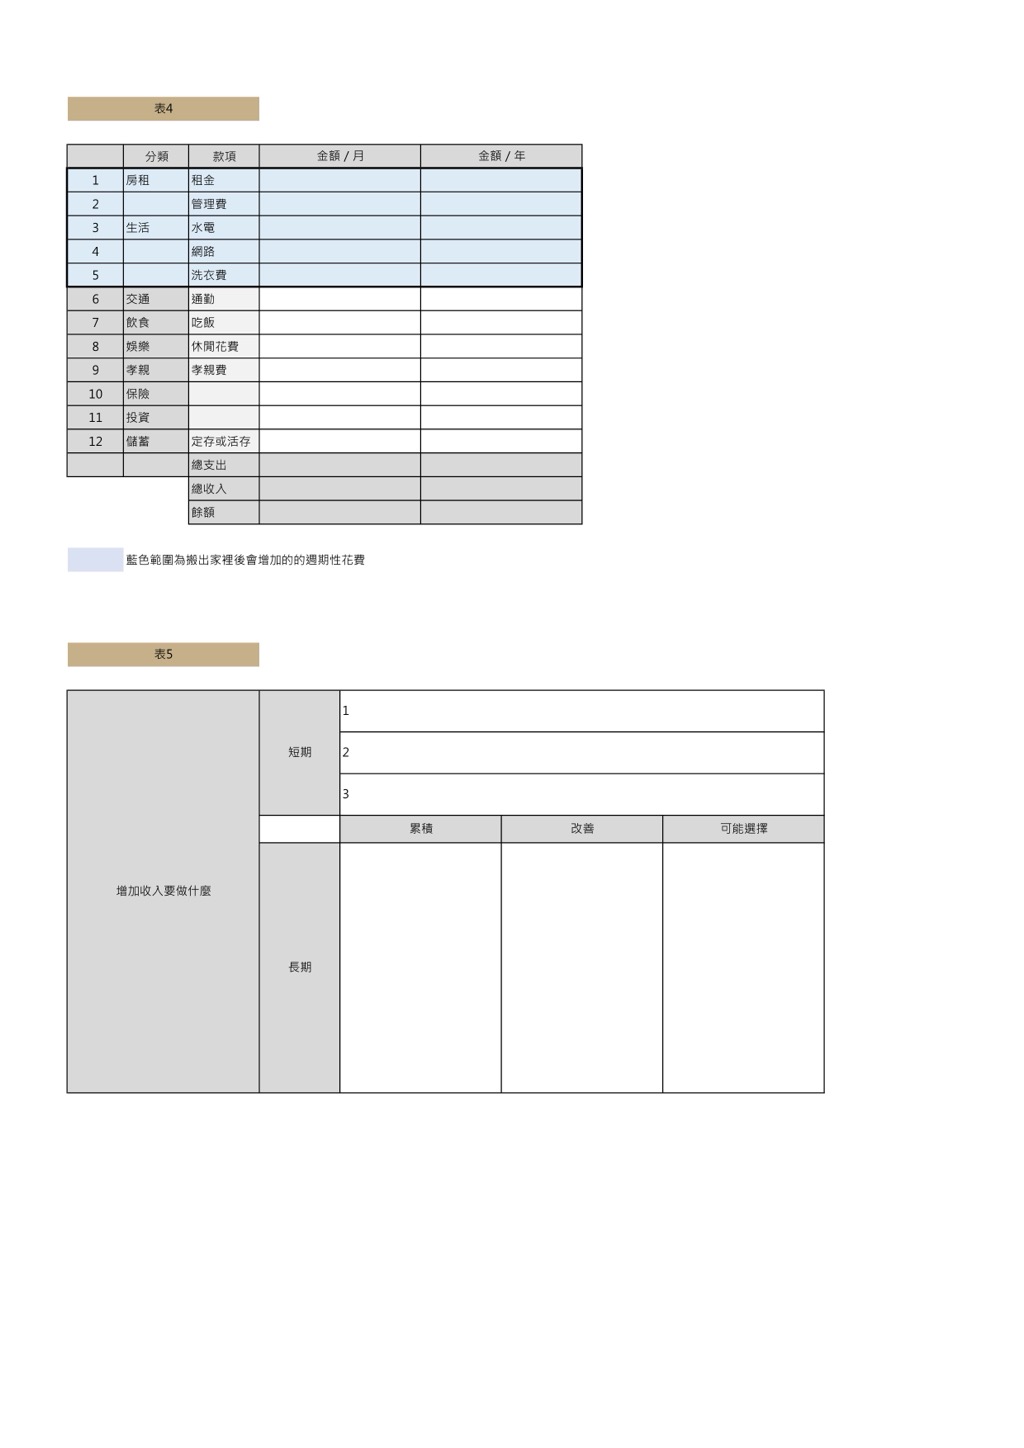 表4
分類 款項 金額 / 月 金額 / 年
1 房租 租金
2 管理費
3 生活 水電
4 網路
5 洗衣費
6 交通 通勤
7 飲食 吃飯
8 娛樂 休閒花費
9 孝親 孝親費
10 保險
11 投資
12 儲蓄 定存或活存
總支出
總收入
餘額
藍色範圍為搬出家裡後會增加的的週期性花費
表5
增加收入要做什麼
短期
1
2
3
累積 改善 可能選擇
長期